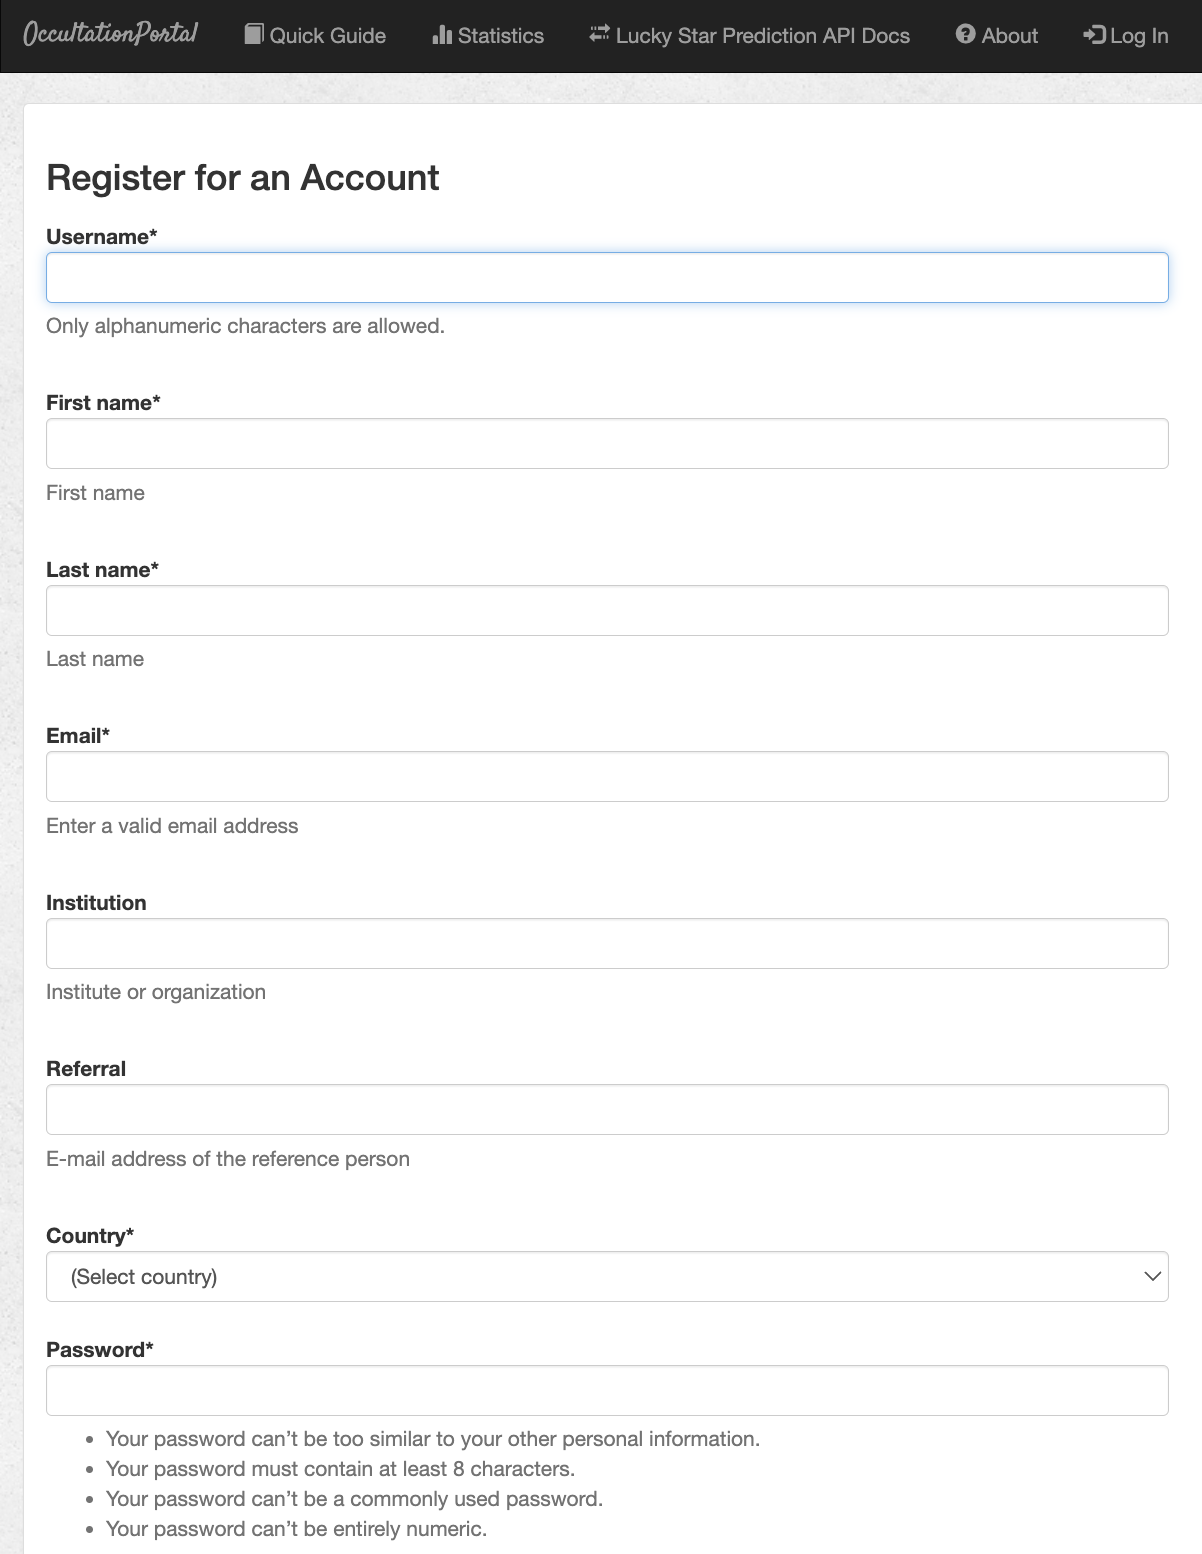 OccultationPortal Quick Guide Statistics Lucky Star Prediction API Docs About Log In
Register for an Account
Username*
Only alphanumeric characters are allowed.
First name*
First name
Last name*
Last name
Email*
Enter a valid email address
Institution
Institute or organization
Referral
E-mail address of the reference person
Country*
(Select country)
Password*
• Your password can’t be too similar to your other personal information.
• Your password must contain at least 8 characters.
• Your password can’t be a commonly used password.
• Your password can’t be entirely numeric.